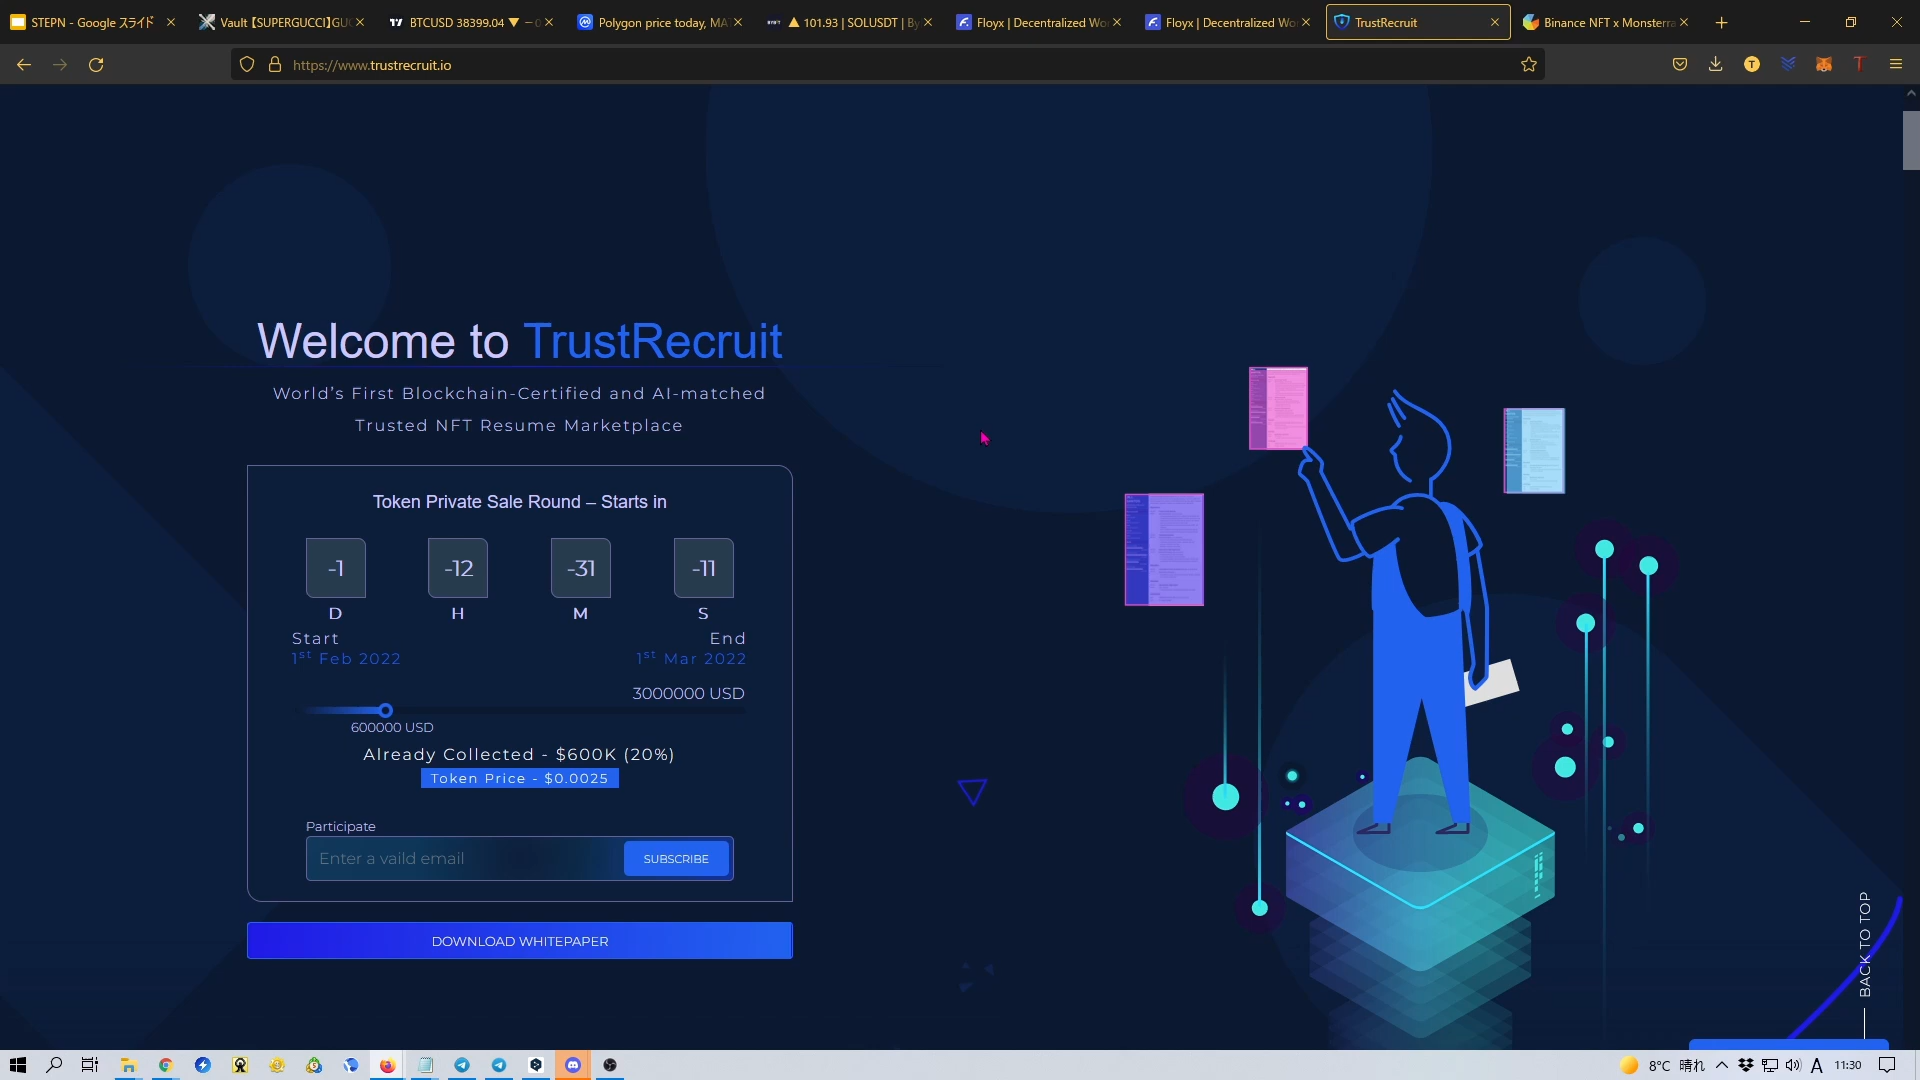 STEPN - Google スライド
Vault【SUPERGUCCI】GU
BTCUSD 38399.04 ▼ −
Polygon price today, MA
▲ 101.93 | SOLUSDT | By
Floyx | Decentralized Wo
Floyx | Decentralized Wo
TrustRecruit
Binance NFT x Monsterra
https://www.trustrecruit.io
Welcome to TrustRecruit
World's First Blockchain-Certified and AI-matched
Trusted NFT Resume Marketplace
Token Private Sale Round – Starts in
-1 -12 -31 -11
D H M S
Start End
1st Feb 2022 1st Mar 2022
3000000 USD
600000 USD
Already Collected - $600K (20%)
Token Price - $0.0025
Participate
Enter a vaild email
SUBSCRIBE
DOWNLOAD WHITEPAPER
BACK TO TOP
8°C 晴れ A 11:30